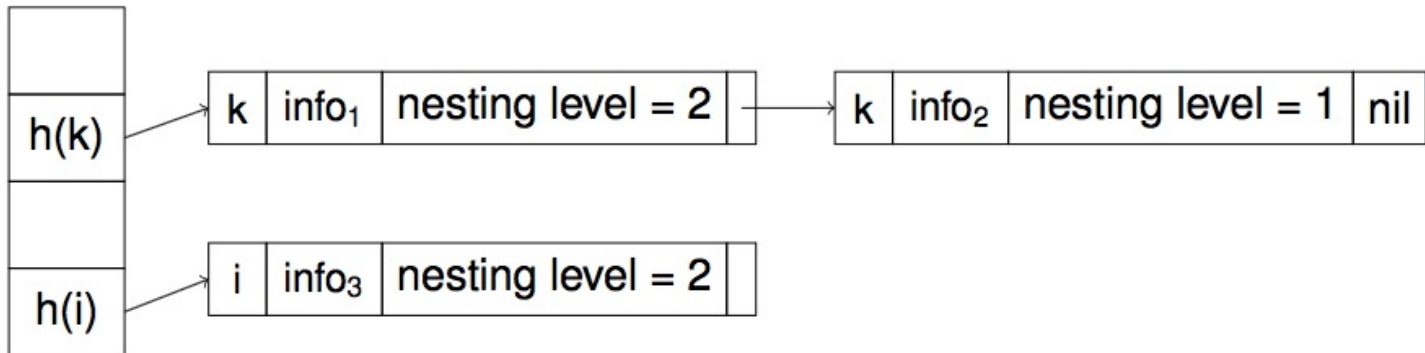 h(k) k info₁ nesting level = 2 k info₂ nesting level = 1 nil
h(i) i info₃ nesting level = 2